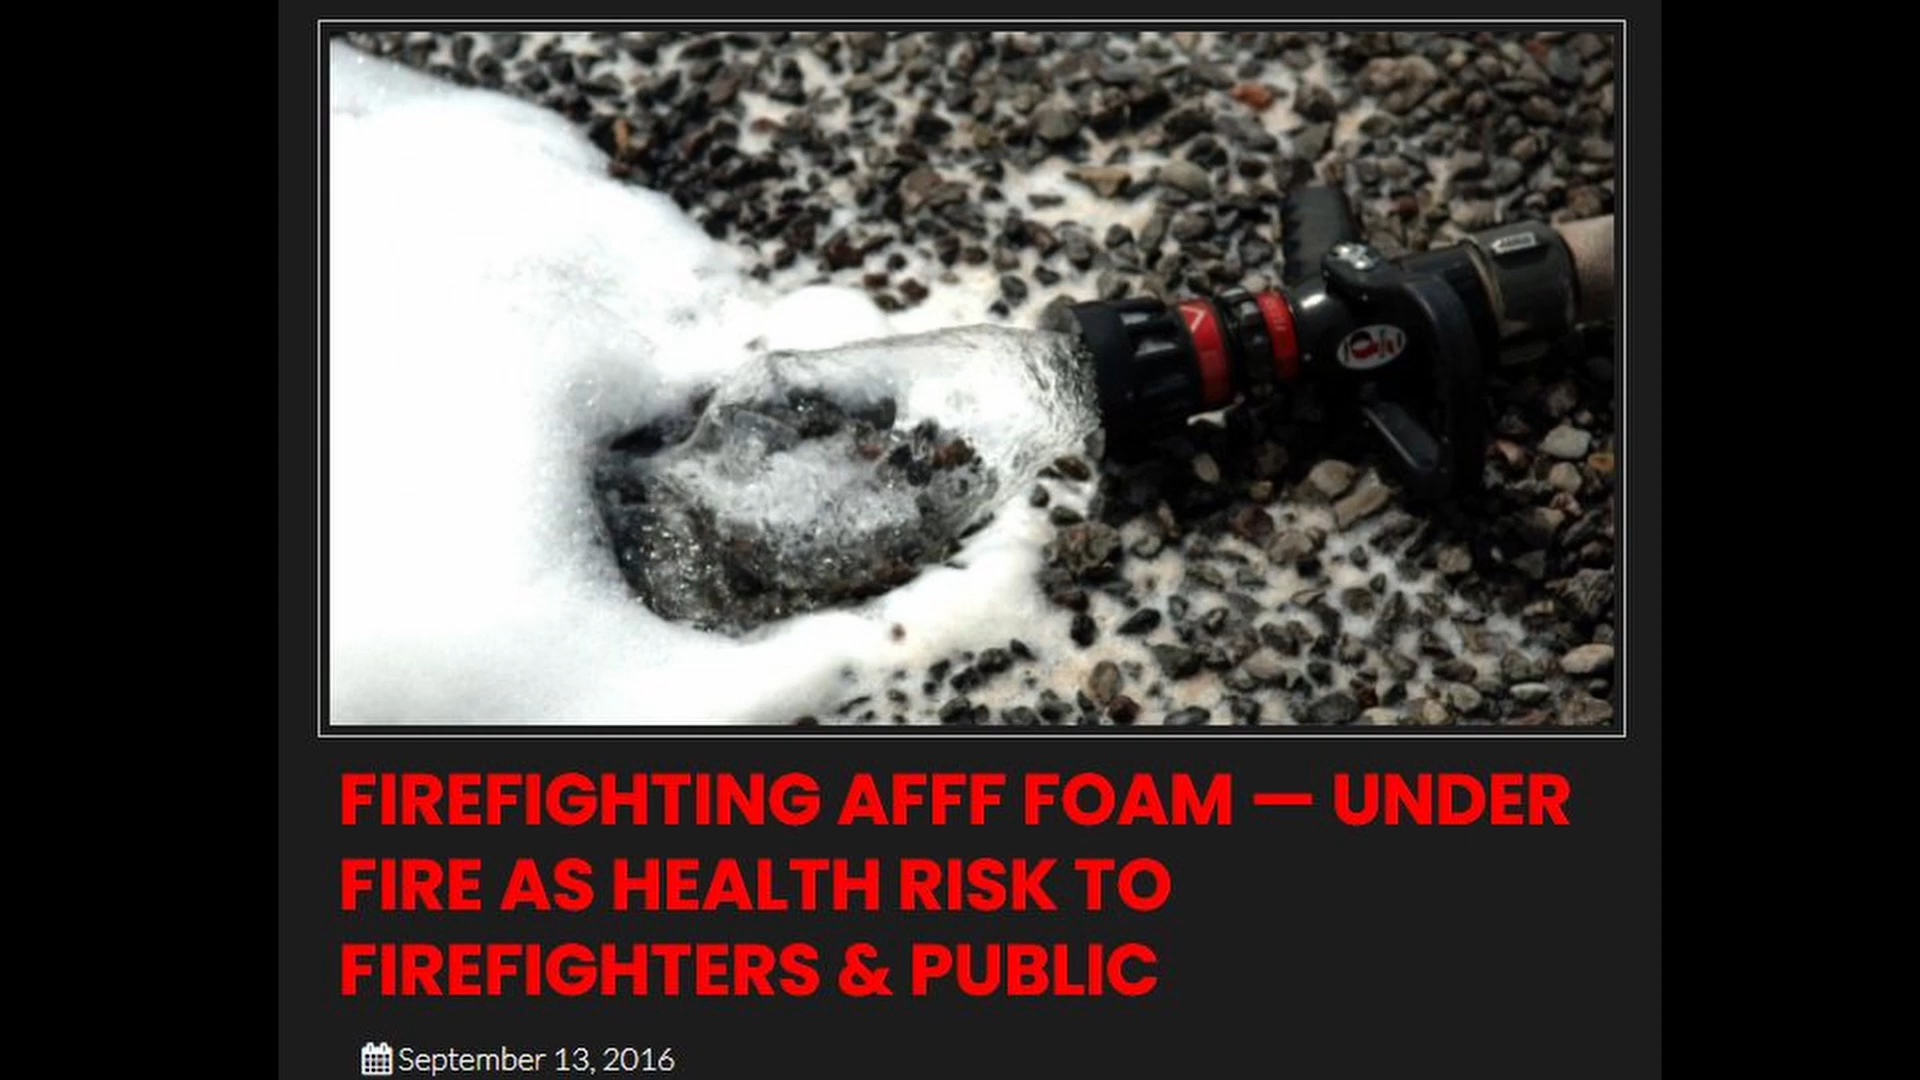 FIREFIGHTING AFFF FOAM — UNDER
FIRE AS HEALTH RISK TO
FIREFIGHTERS & PUBLIC
September 13, 2016